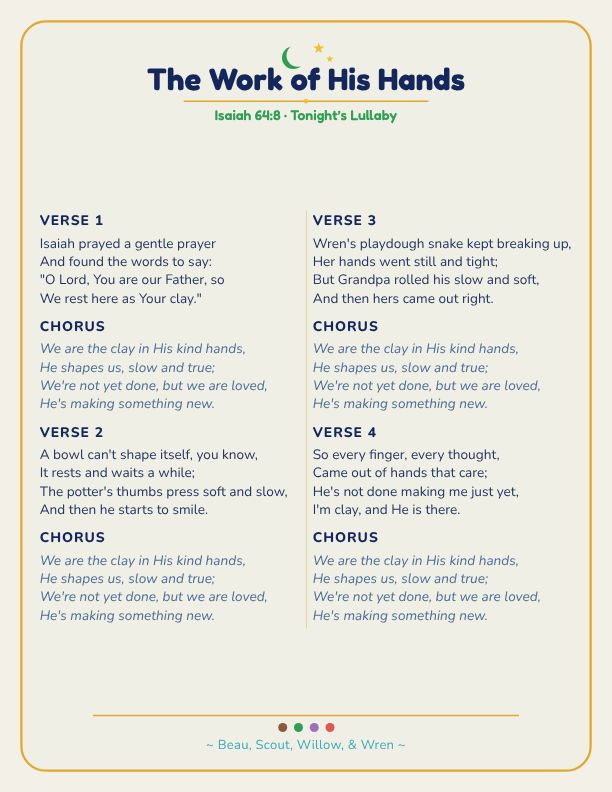 The Work of His Hands
Isaiah 64:8 · Tonight's Lullaby
VERSE 1
Isaiah prayed a gentle prayer
And found the words to say:
"O Lord, You are our Father, so
We rest here as Your clay."
CHORUS
We are the clay in His kind hands,
He shapes us, slow and true;
We're not yet done, but we are loved,
He's making something new.
VERSE 2
A bowl can't shape itself, you know,
It rests and waits a while;
The potter's thumbs press soft and slow,
And then he starts to smile.
CHORUS
We are the clay in His kind hands,
He shapes us, slow and true;
We're not yet done, but we are loved,
He's making something new.
VERSE 3
Wren's playdough snake kept breaking up,
Her hands went still and tight;
But Grandpa rolled his slow and soft,
And then hers came out right.
CHORUS
We are the clay in His kind hands,
He shapes us, slow and true;
We're not yet done, but we are loved,
He's making something new.
VERSE 4
So every finger, every thought,
Came out of hands that care;
He's not done making me just yet,
I'm clay, and He is there.
CHORUS
We are the clay in His kind hands,
He shapes us, slow and true;
We're not yet done, but we are loved,
He's making something new.
~ Beau, Scout, Willow, & Wren ~